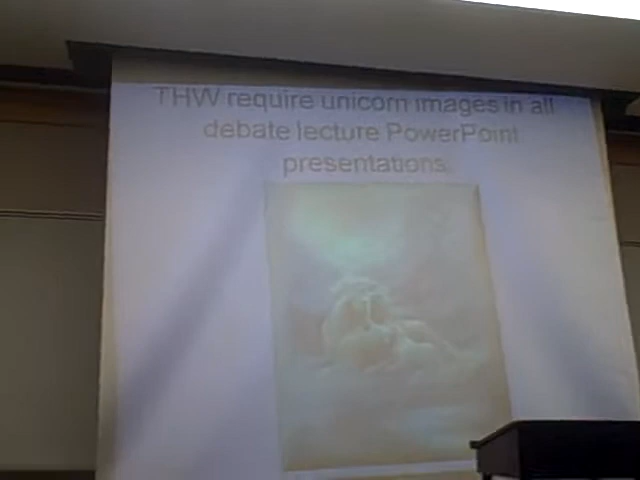 THW require unicorn images in all
debate lecture PowerPoint
presentations.